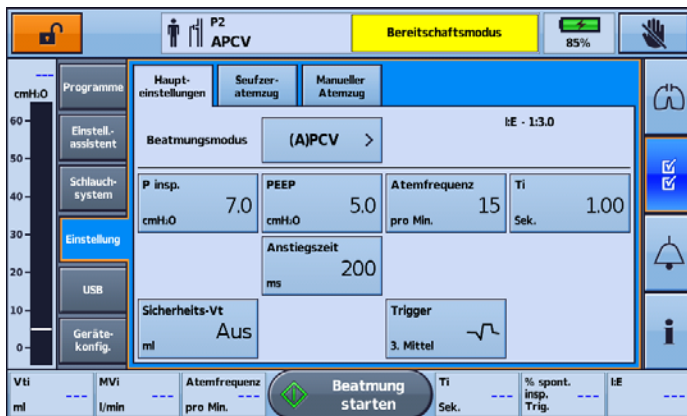 P2
APCV
Bereitschaftsmodus
85%
---
cmH₂O
60
50
40
30
20
10
0
Programme
Einstell.-
assistent
Schlauch-
system
Einstellung
USB
Geräte-
konfig.
Haupt-
einstellungen
Seufzer-
atemzug
Manueller
Atemzug
Beatmungsmodus
(A)PCV >
I:E - 1:3.0
P insp.
7.0
cmH₂O
PEEP
5.0
cmH₂O
Atemfrequenz
15
pro Min.
Ti
1.00
Sek.
Anstiegszeit
200
ms
Sicherheits-Vt
Aus
ml
Trigger
3. Mittel
Vti
---
ml
MVi
---
l/min
Atemfrequenz
---
pro Min.
Beatmung
starten
Ti
---
Sek.
% spont.
insp.
Trig.
---
I:E
---